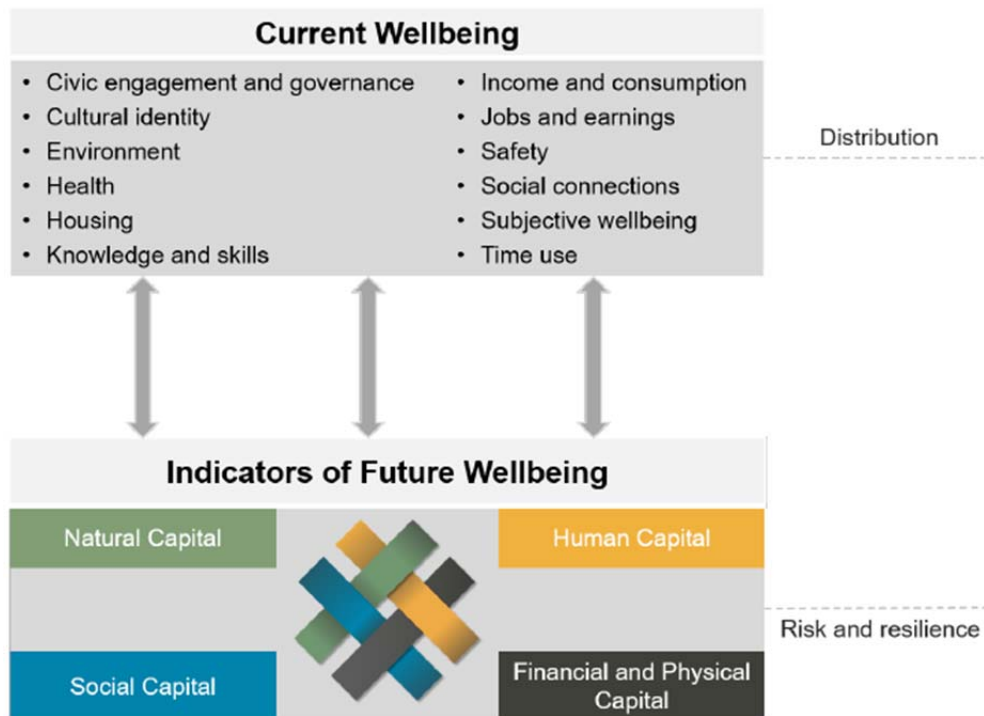 Current Wellbeing
• Civic engagement and governance
• Cultural identity
• Environment
• Health
• Housing
• Knowledge and skills
• Income and consumption
• Jobs and earnings
• Safety
• Social connections
• Subjective wellbeing
• Time use
Distribution
Indicators of Future Wellbeing
Natural Capital
Human Capital
Social Capital
Financial and Physical
Capital
Risk and resilience